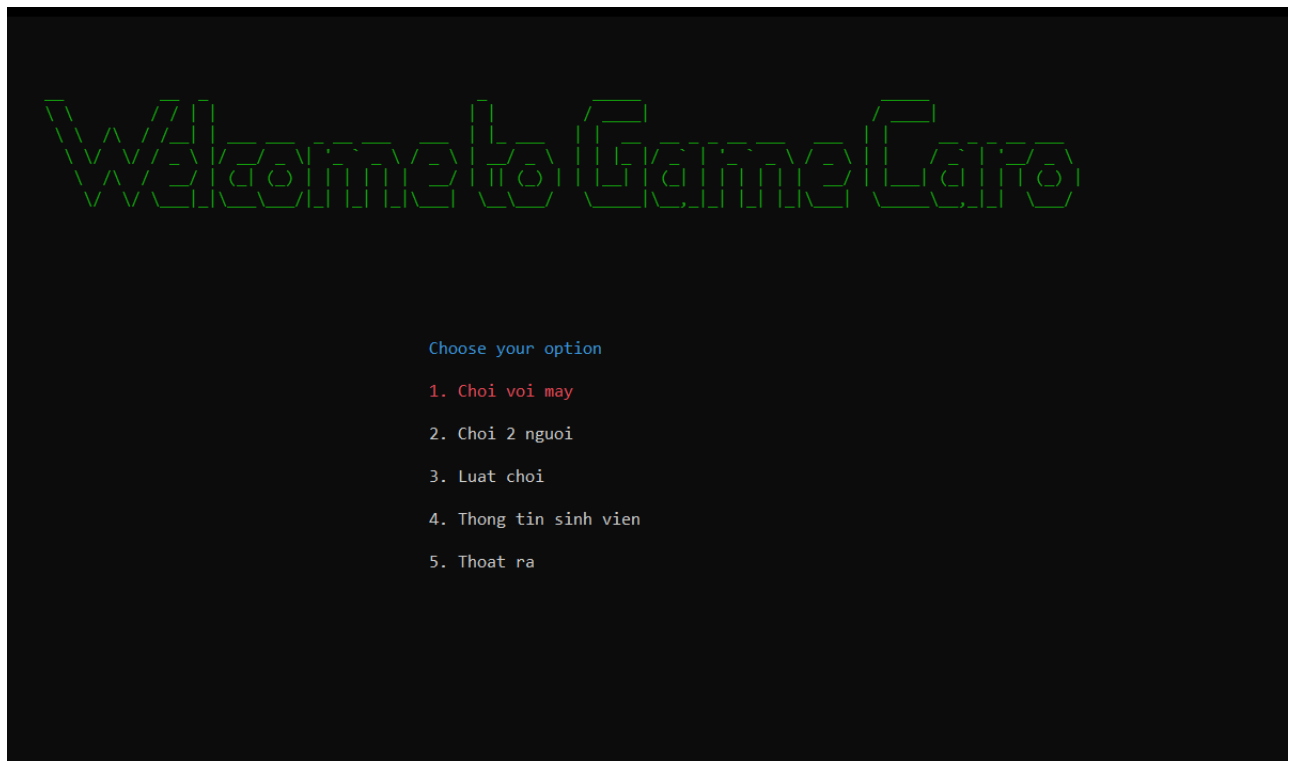 Welcome to Game Caro
Choose your option
1. Choi voi may
2. Choi 2 nguoi
3. Luat choi
4. Thong tin sinh vien
5. Thoat ra